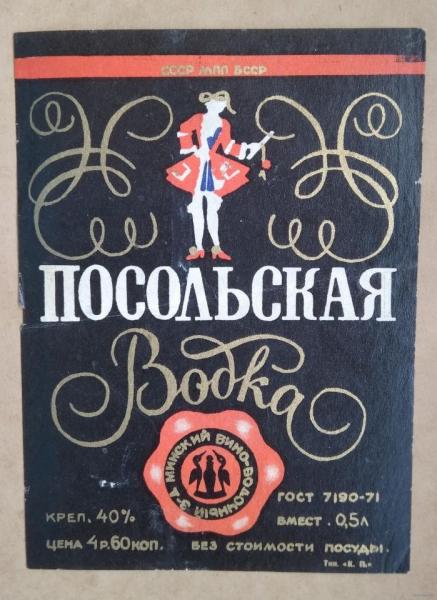 СССР МПП БССР
ПОСОЛЬСКАЯ
Водка
МИНСКИЙ ВИНО-ВОДОЧНЫЙ З-Д
ГОСТ 7190-71
КРЕП. 40%
ВМЕСТ. 0,5Л
ЦЕНА 4Р.60КОП. БЕЗ СТОИМОСТИ ПОСУДЫ.
Тип. «К. П.»